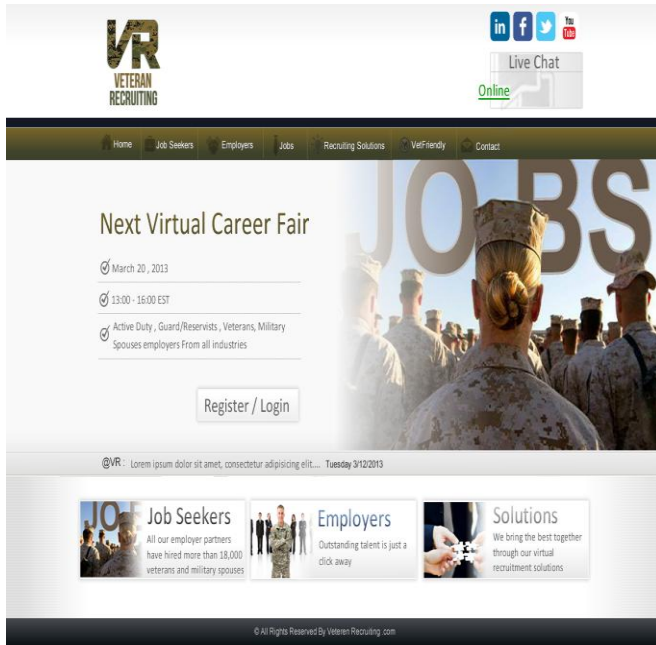 VR
VETERAN
RECRUITING
in f You
Tube
Live Chat
Online
Home Job Seekers Employers Jobs Recruiting Solutions VetFriendly Contact
JOBS
Next Virtual Career Fair
March 20 , 2013
13:00 - 16:00 EST
Active Duty , Guard/Reservists , Veterans, Military
Spouses employers From all industries
Register / Login
@VR : Lorem ipsum dolor sit amet, consectetur adipisicing elit.... Tuesday 3/12/2013
JOB
Job Seekers
All our employer partners
have hired more than 18,000
veterans and military spouses
Employers
Outstanding talent is just a
click away
Solutions
We bring the best together
through our virtual
recruitment solutions
© All Rights Reserved By Veteren Recruiting .com